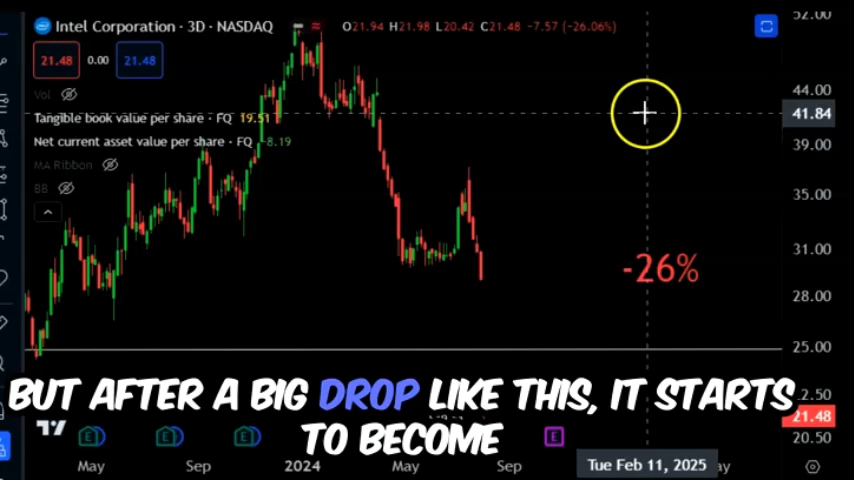 Intel Corporation · 3D · NASDAQ
O21.94 H21.98 L20.42 C21.48 -7.57 (-26.06%)
52.00
21.48 0.00 21.48
Vol
44.00
Tangible book value per share · FQ 19.51
41.84
Net current asset value per share · FQ -8.19
39.00
MA Ribbon
BB
35.00
31.00
-26%
28.00
25.00
BUT AFTER A BIG DROP LIKE THIS, IT STARTS
TO BECOME
21.48
20.50
E E E E
May Sep 2024 May Sep Tue Feb 11, 2025